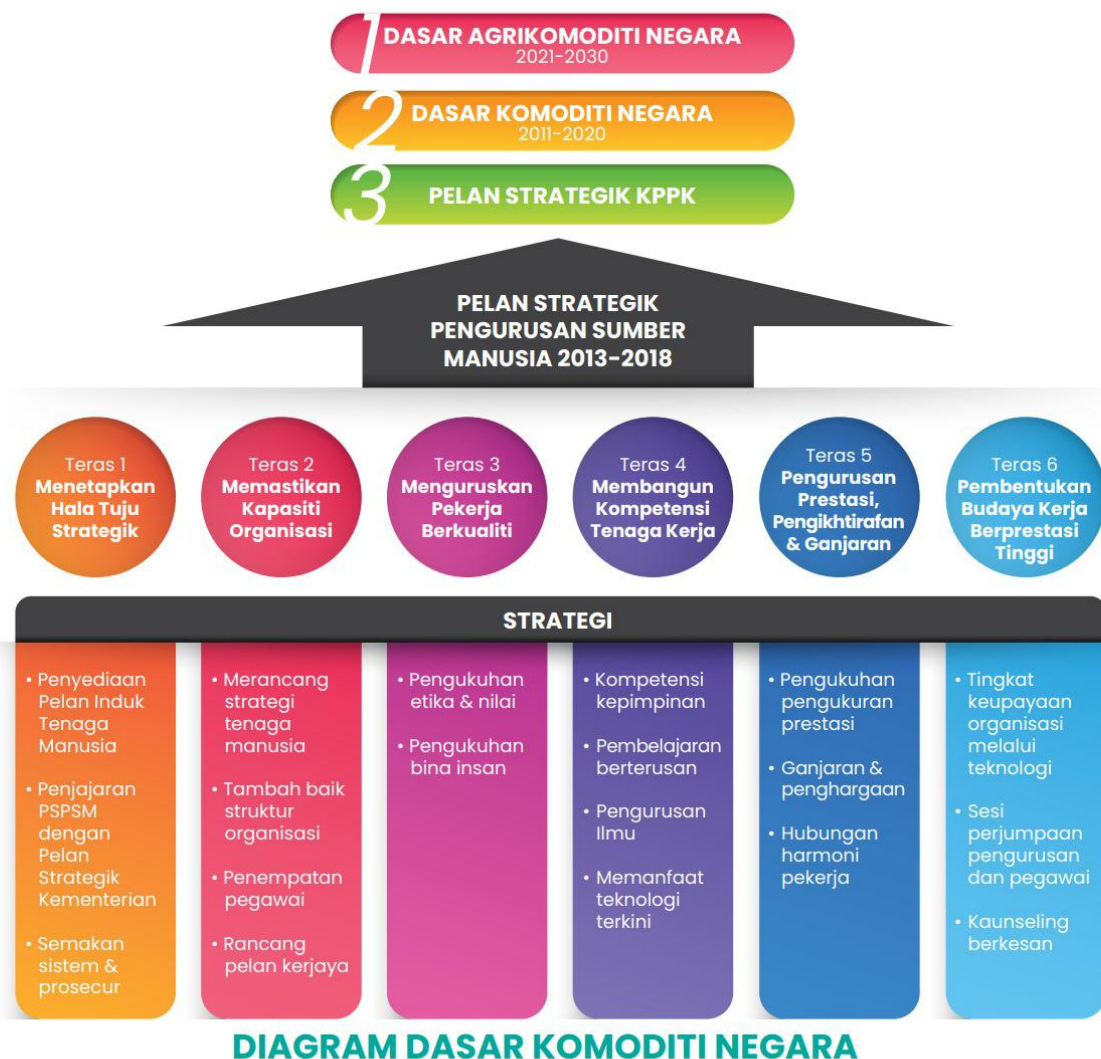 1 DASAR AGRIKOMODITI NEGARA
2021-2030
2 DASAR KOMODITI NEGARA
2011-2020
3 PELAN STRATEGIK KPPK
PELAN STRATEGIK
PENGURUSAN SUMBER
MANUSIA 2013-2018
Teras 1
Menetapkan
Hala Tuju
Strategik
Teras 2
Memastikan
Kapasiti
Organisasi
Teras 3
Menguruskan
Pekerja
Berkualiti
Teras 4
Membangun
Kompetensi
Tenaga Kerja
Teras 5
Pengurusan
Prestasi,
Pengikhtirafan
& Ganjaran
Teras 6
Pembentukan
Budaya Kerja
Berprestasi
Tinggi
STRATEGI
• Penyediaan
Pelan Induk
Tenaga
Manusia
• Penjajaran
PSPSM
dengan
Pelan
Strategik
Kementerian
• Semakan
sistem &
prosecur
• Merancang
strategi
tenaga
manusia
• Tambah baik
struktur
organisasi
• Penempatan
pegawai
• Rancang
pelan kerjaya
• Pengukuhan
etika & nilai
• Pengukuhan
bina insan
• Kompetensi
kepimpinan
• Pembelajaran
berterusan
• Pengurusan
Ilmu
• Memanfaat
teknologi
terkini
• Pengukuhan
pengukuran
prestasi
• Ganjaran &
penghargaan
• Hubungan
harmoni
pekerja
• Tingkat
keupayaan
organisasi
melalui
teknologi
• Sesi
perjumpaan
pengurusan
dan pegawai
• Kaunseling
berkesan
DIAGRAM DASAR KOMODITI NEGARA